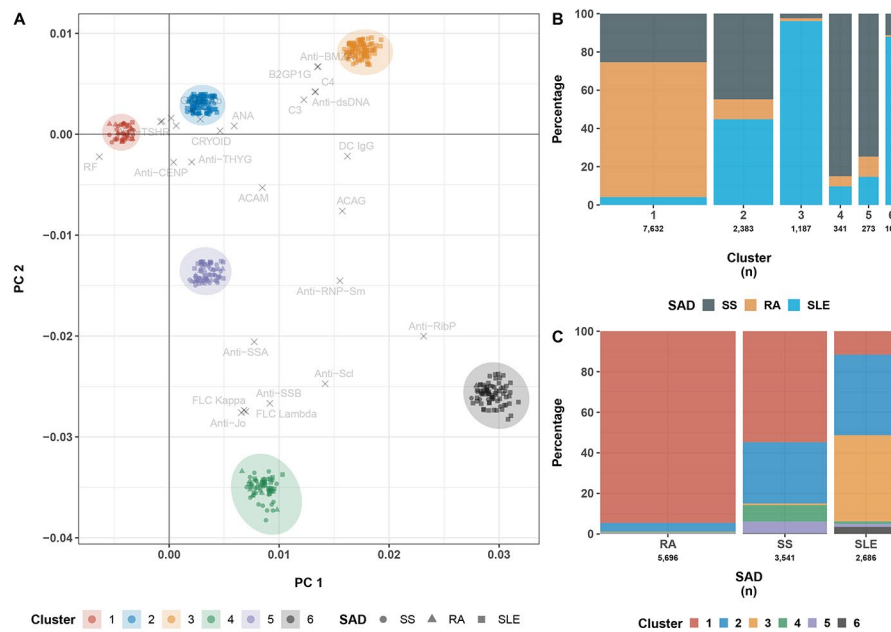 A
0.01
0.00
−0.01
−0.02
−0.03
−0.04
PC 2
Anti−BM
B2GP1G
C4
C3
Anti−dsDNA
ANA
CRYOID
TSHR
RF
Anti−THYG
Anti−CENP
DC IgG
ACAM
ACAG
Anti−RNP−Sm
Anti−RibP
Anti−SSA
Anti−Scl
FLC Kappa
Anti−SSB
FLC Lambda
Anti−Jo
0.00
0.01
0.02
0.03
PC 1
Cluster 1 2 3 4 5 6 SAD SS RA SLE
B
100
80
60
40
20
0
Percentage
1 2 3 4 5 6
7,632 2,383 1,187 341 273
Cluster
(n)
SAD SS RA SLE
C
100
80
60
40
20
0
Percentage
RA SS SLE
5,696 3,541 2,686
SAD
(n)
Cluster 1 2 3 4 5 6